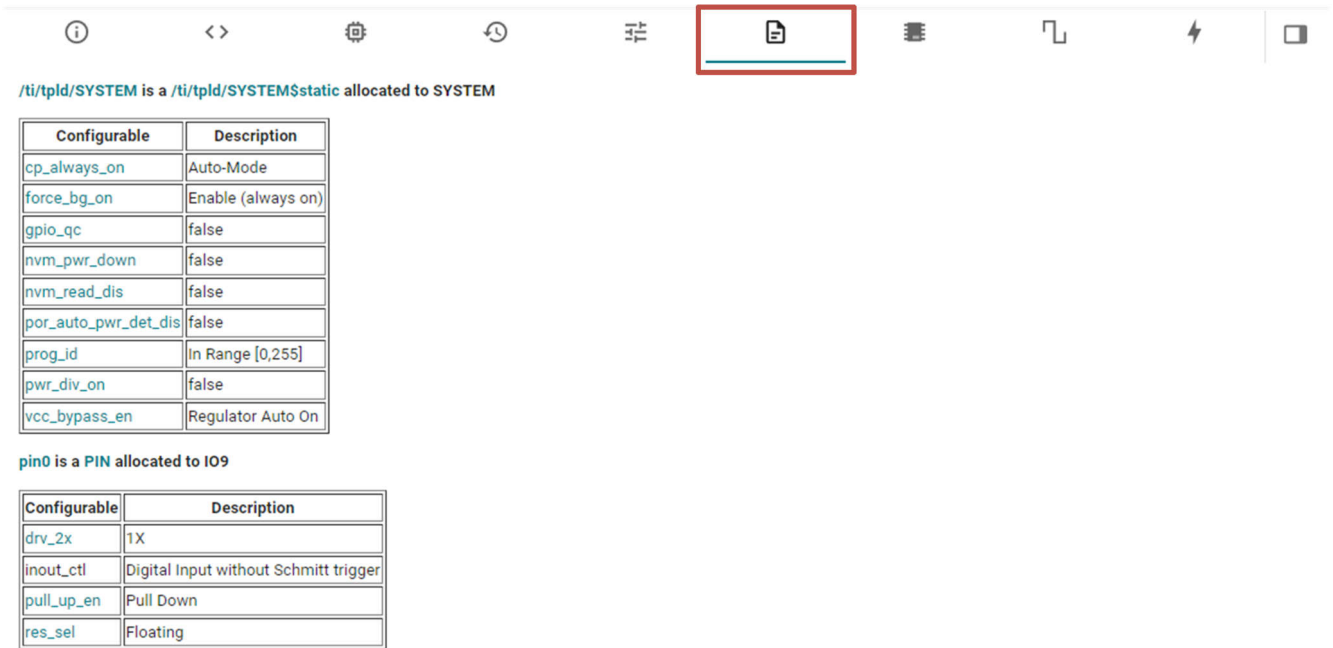 /ti/tpld/SYSTEM is a /ti/tpld/SYSTEM$static allocated to SYSTEM
Configurable Description
cp_always_on Auto-Mode
force_bg_on Enable (always on)
gpio_qc false
nvm_pwr_down false
nvm_read_dis false
por_auto_pwr_det_dis false
prog_id In Range [0,255]
pwr_div_on false
vcc_bypass_en Regulator Auto On
pin0 is a PIN allocated to IO9
Configurable Description
drv_2x 1X
inout_ctl Digital Input without Schmitt trigger
pull_up_en Pull Down
res_sel Floating